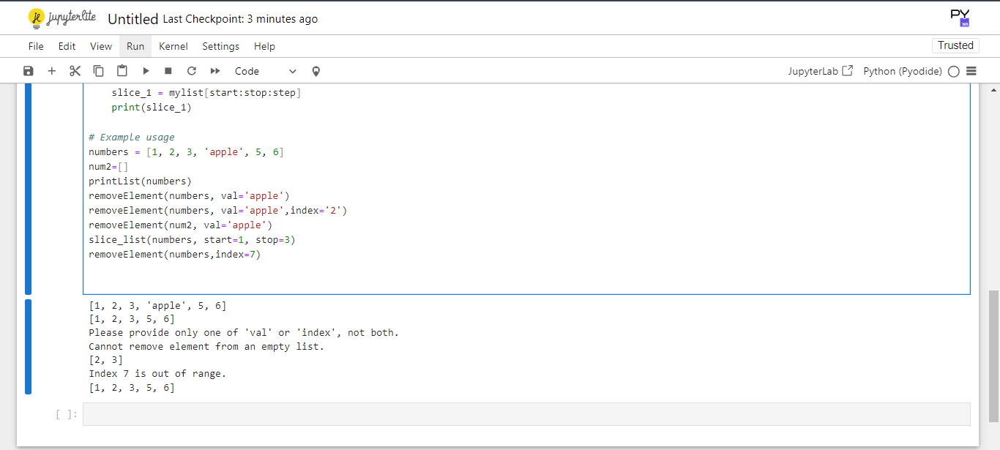 jupyterlite Untitled Last Checkpoint: 3 minutes ago PY WA
File Edit View Run Kernel Settings Help Trusted
Code JupyterLab Python (Pyodide)
    slice_1 = mylist[start:stop:step]
    print(slice_1)
# Example usage
numbers = [1, 2, 3, 'apple', 5, 6]
num2=[]
printList(numbers)
removeElement(numbers, val='apple')
removeElement(numbers, val='apple',index='2')
removeElement(num2, val='apple')
slice_list(numbers, start=1, stop=3)
removeElement(numbers,index=7)
[1, 2, 3, 'apple', 5, 6]
[1, 2, 3, 5, 6]
Please provide only one of 'val' or 'index', not both.
Cannot remove element from an empty list.
[2, 3]
Index 7 is out of range.
[1, 2, 3, 5, 6]
[ ]: